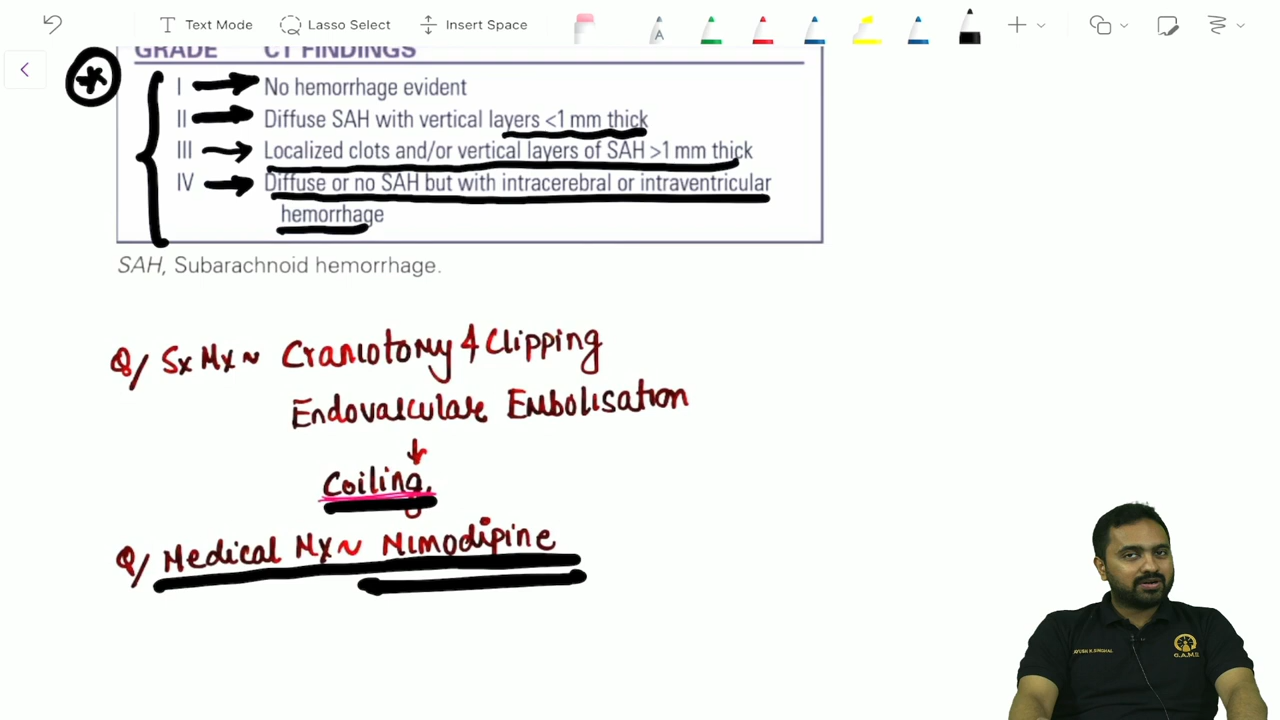 Text Mode Lasso Select Insert Space
GRADE CT FINDINGS
I No hemorrhage evident
II Diffuse SAH with vertical layers <1 mm thick
III Localized clots and/or vertical layers of SAH >1 mm thick
IV Diffuse or no SAH but with intracerebral or intraventricular
hemorrhage
SAH, Subarachnoid hemorrhage.
Q/ Sx Mx ~ Craniotomy & Clipping
Endovascular Embolisation
Coiling.
Q/ Medical Mx ~ Nimodipine
AYUSH K.SINGHAL
G.A.M.S